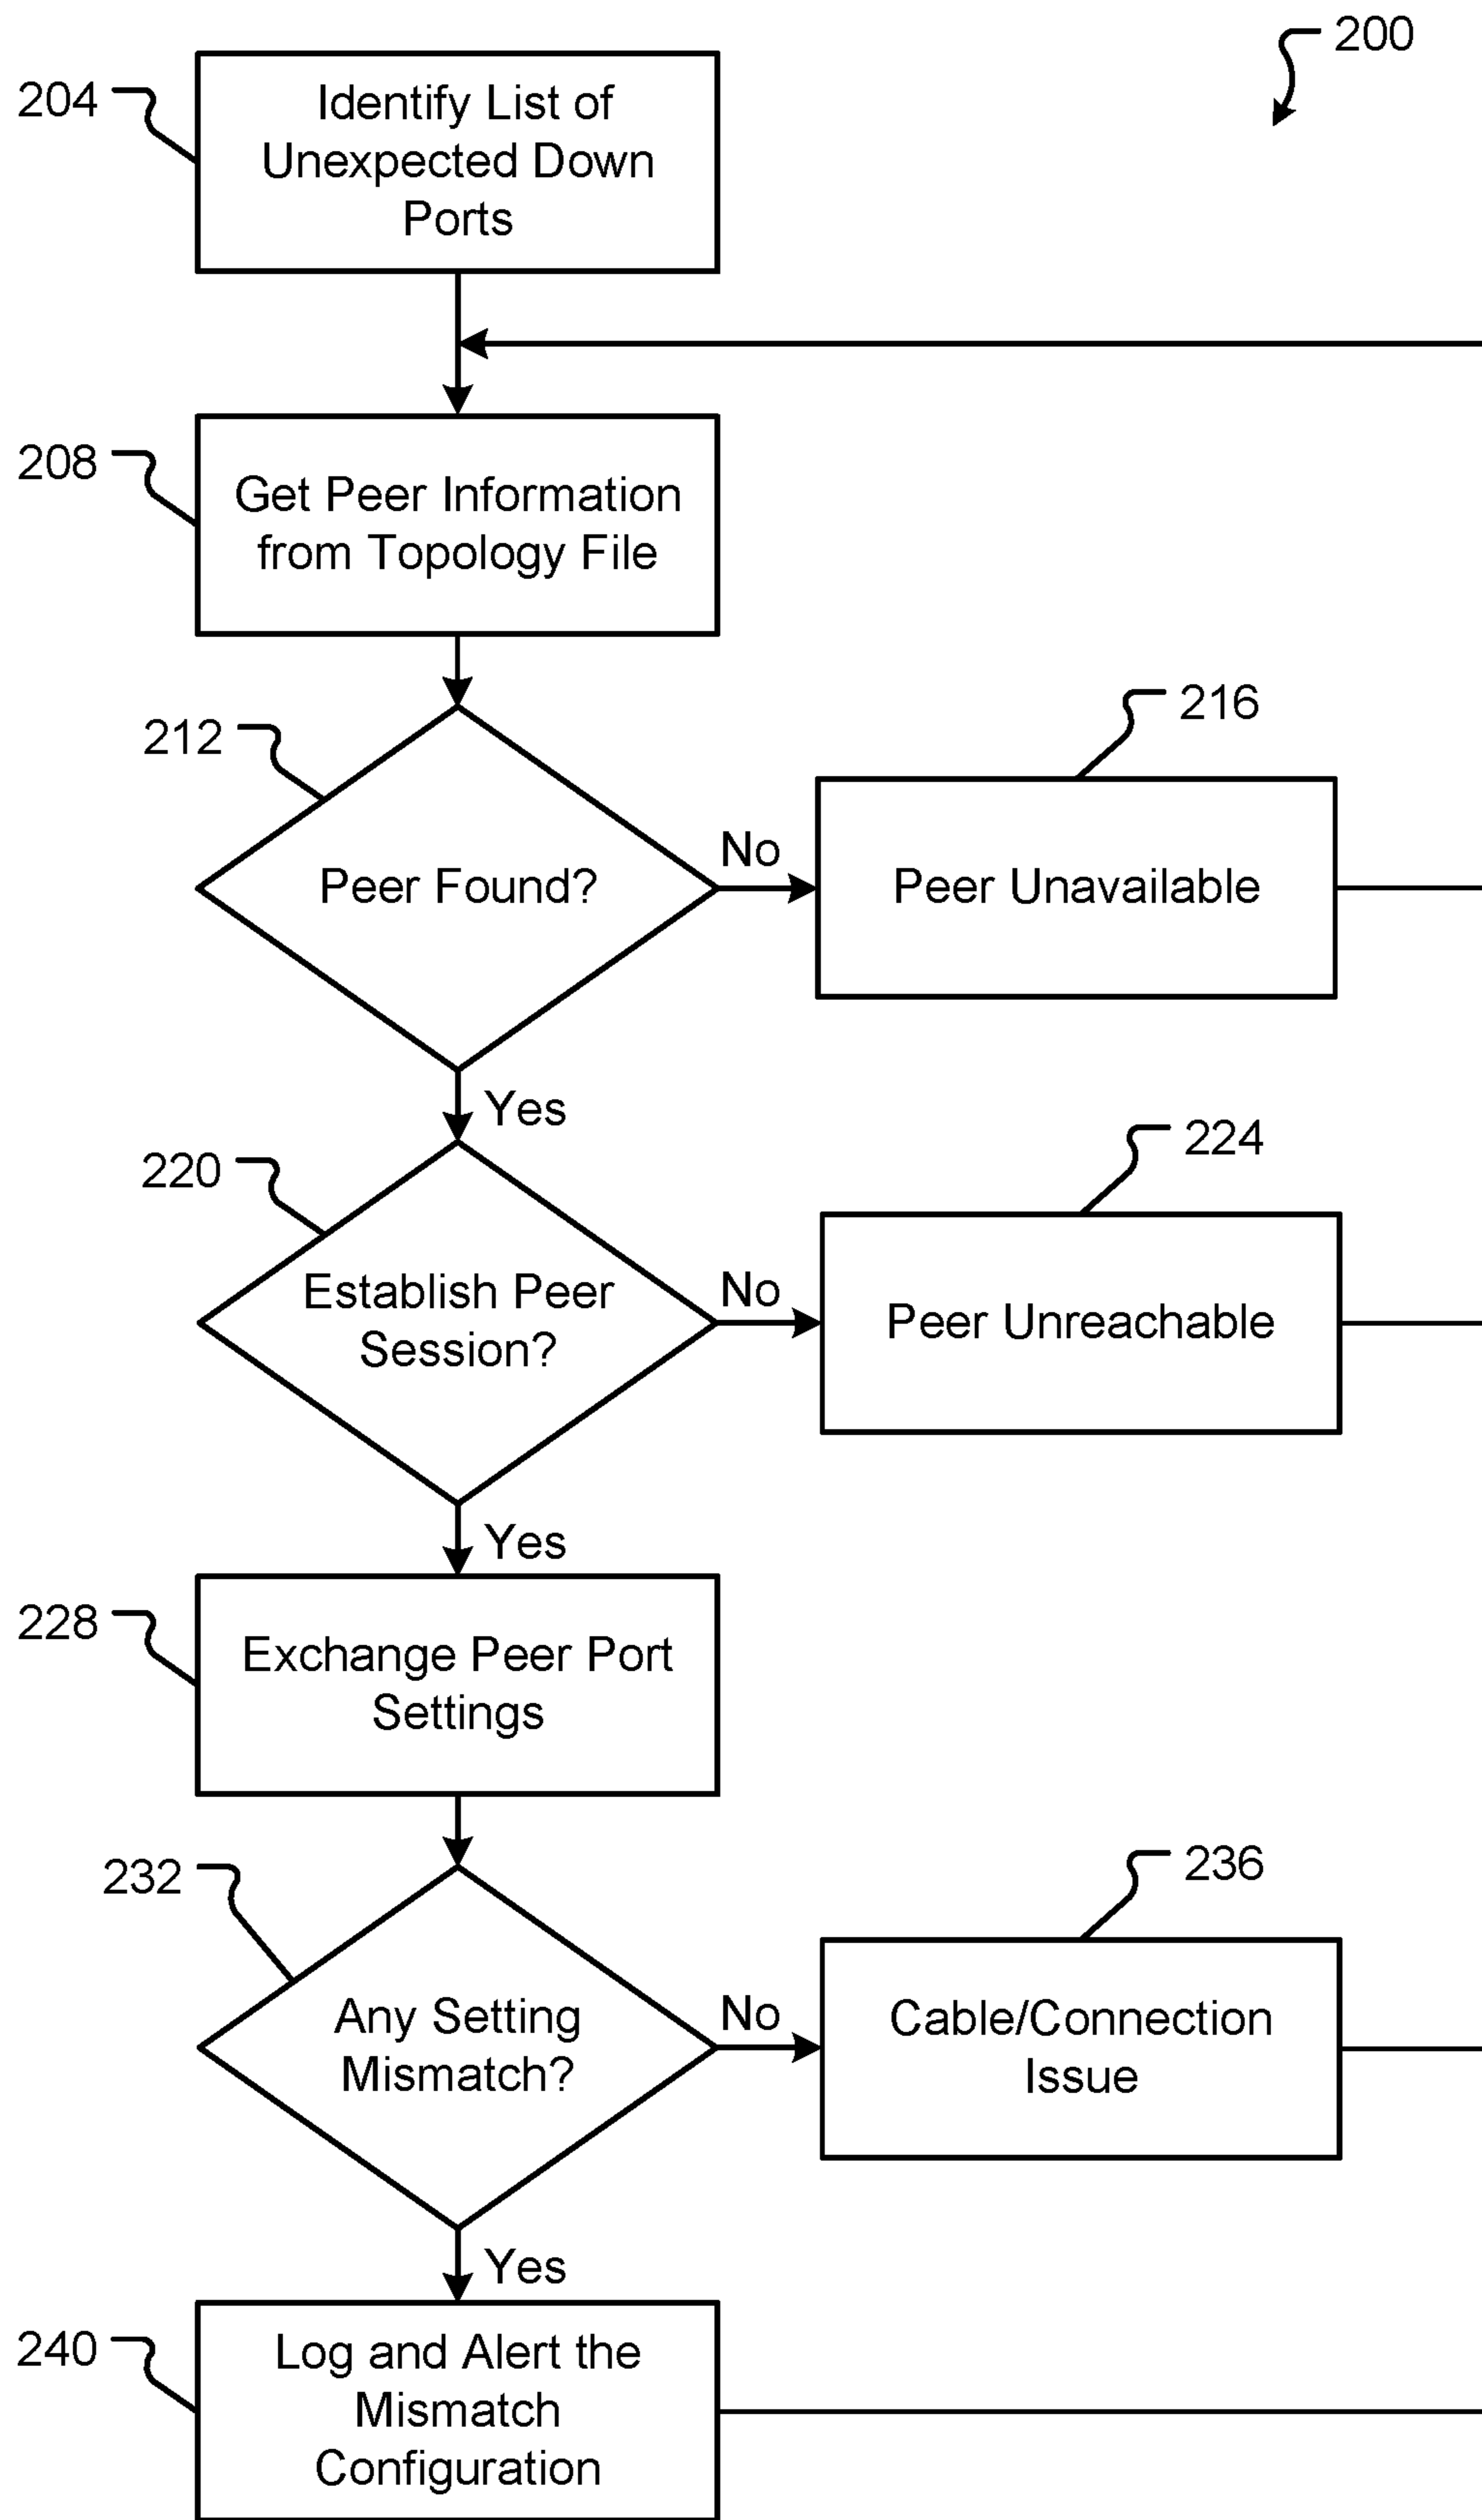 200
204
Identify List of
Unexpected Down
Ports
208
Get Peer Information
from Topology File
212
Peer Found?
No
216
Peer Unavailable
Yes
220
Establish Peer
Session?
No
224
Peer Unreachable
Yes
228
Exchange Peer Port
Settings
232
Any Setting
Mismatch?
No
236
Cable/Connection
Issue
Yes
240
Log and Alert the
Mismatch
Configuration